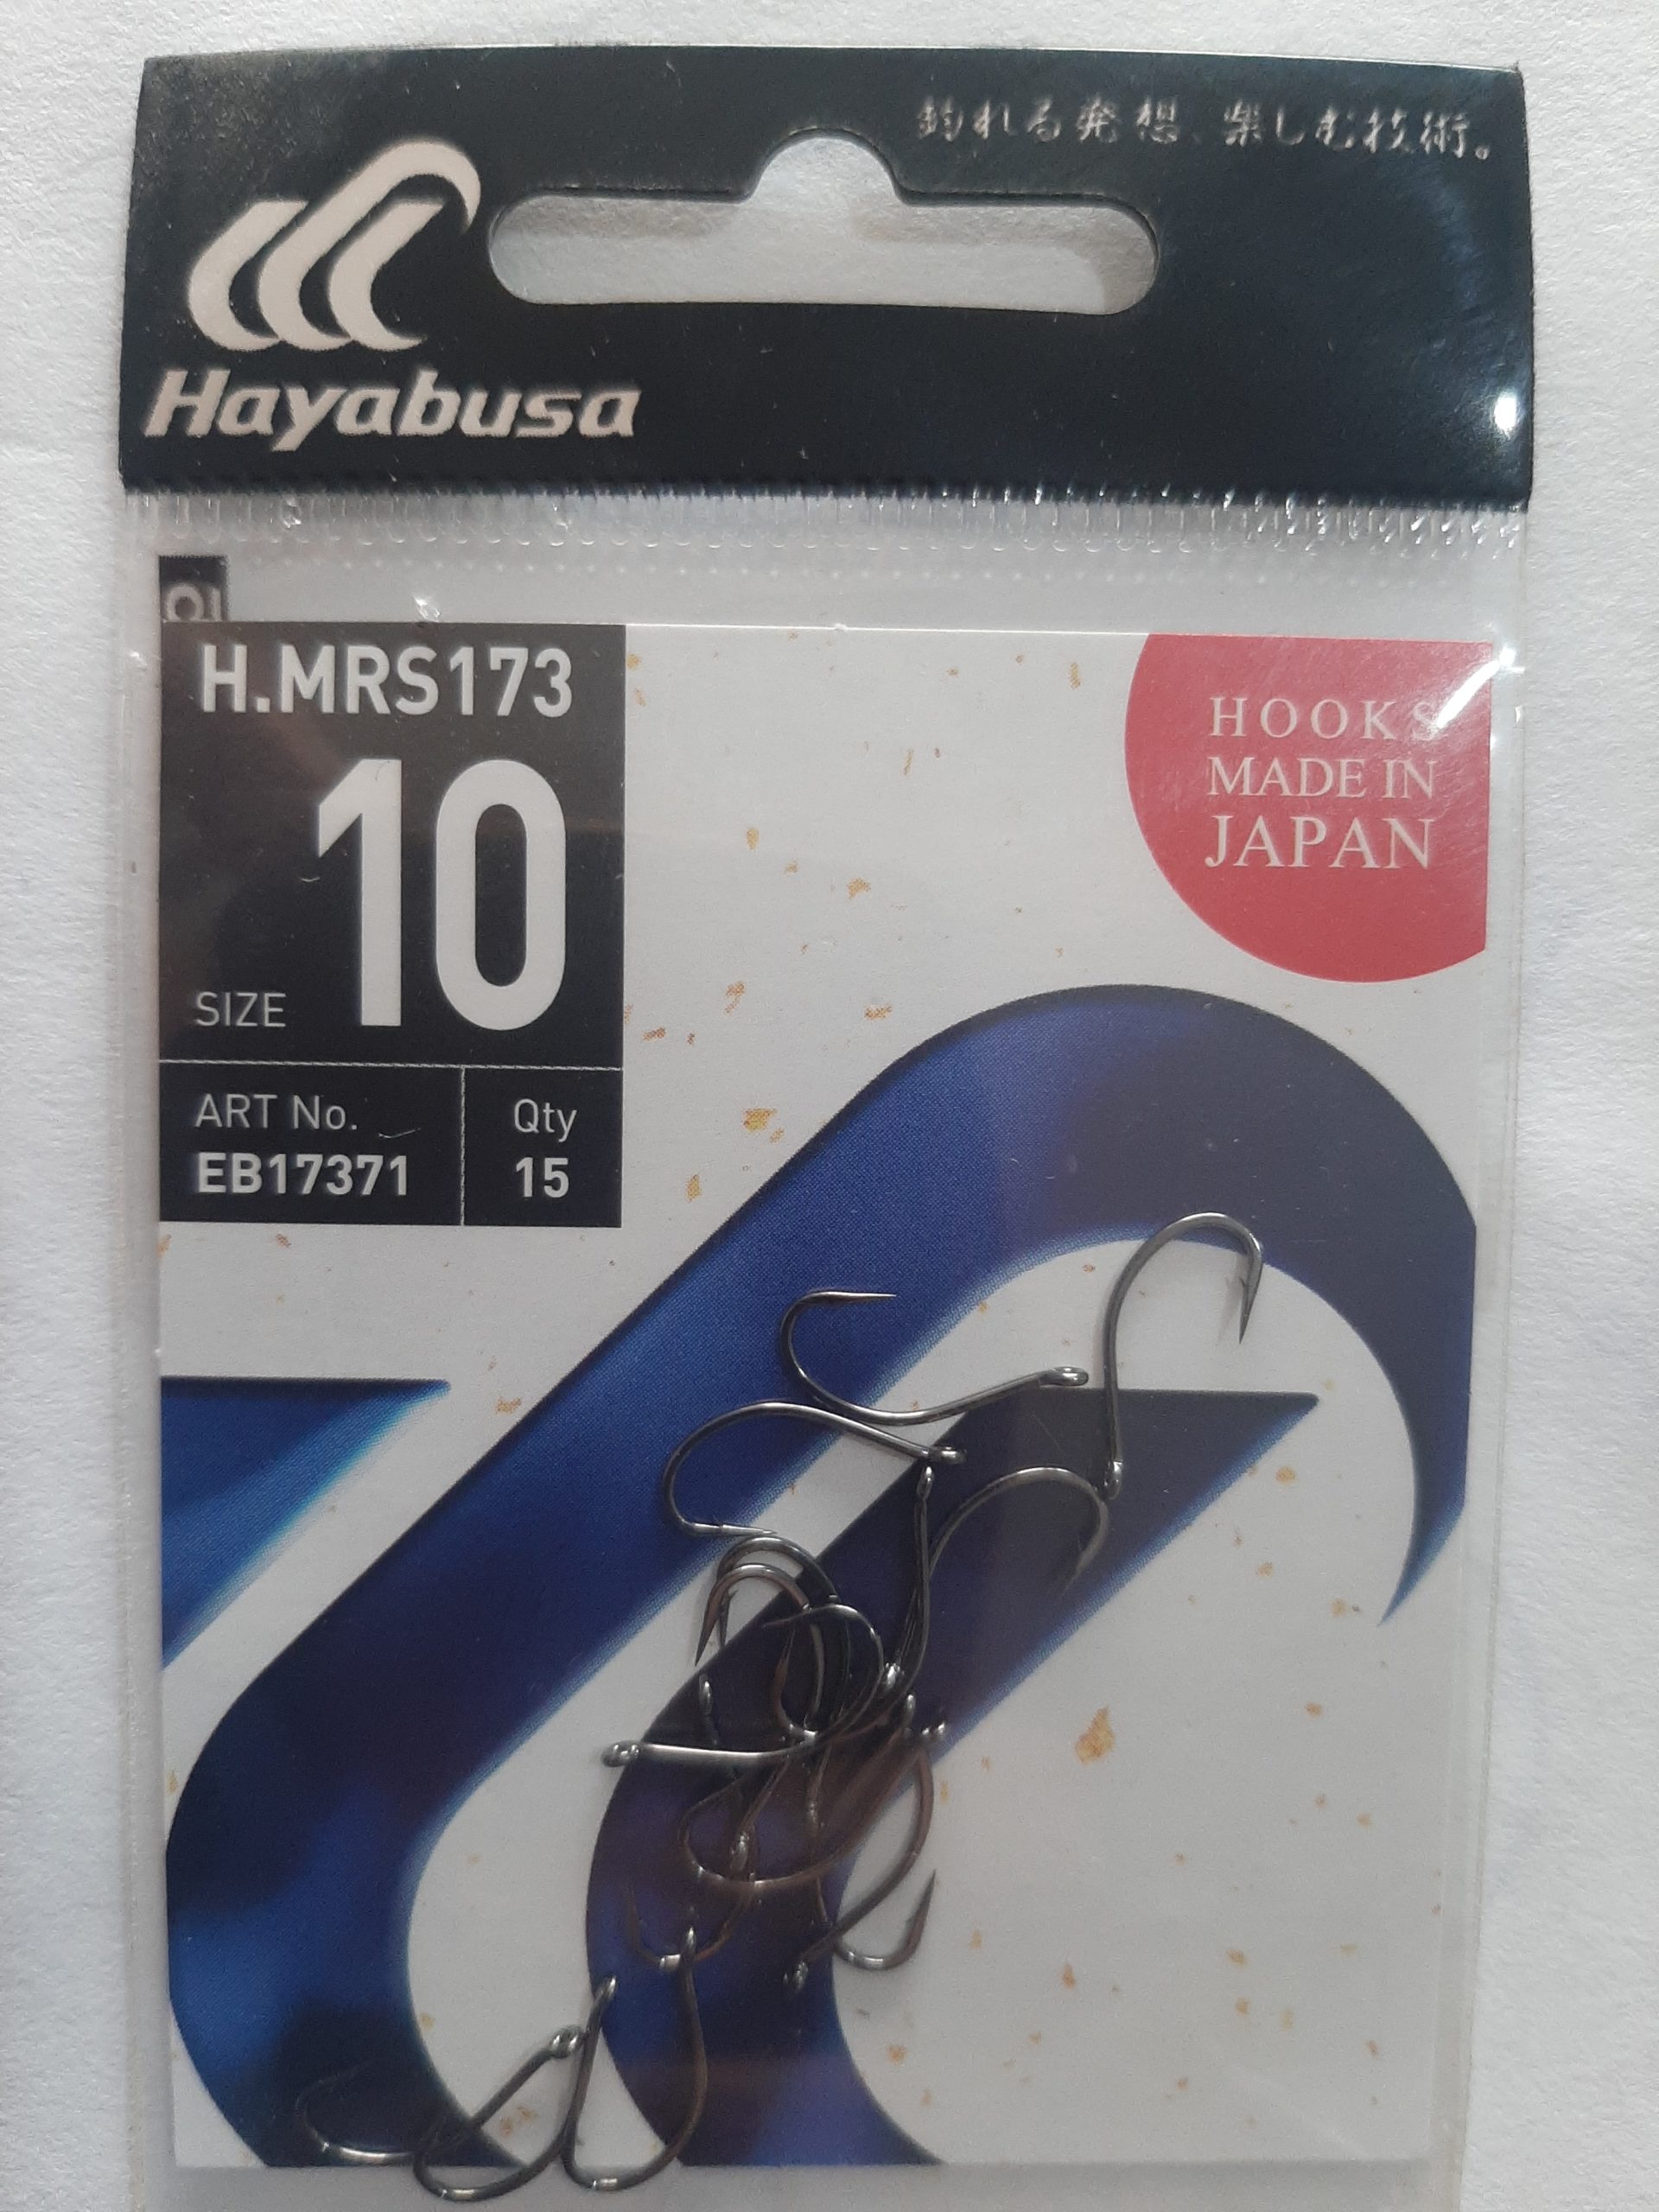 釣れる発想、楽しむ技術。
Hayabusa
H.MRS173
SIZE 10
ART No. Qty
EB17371 15
HOOKS
MADE IN
JAPAN